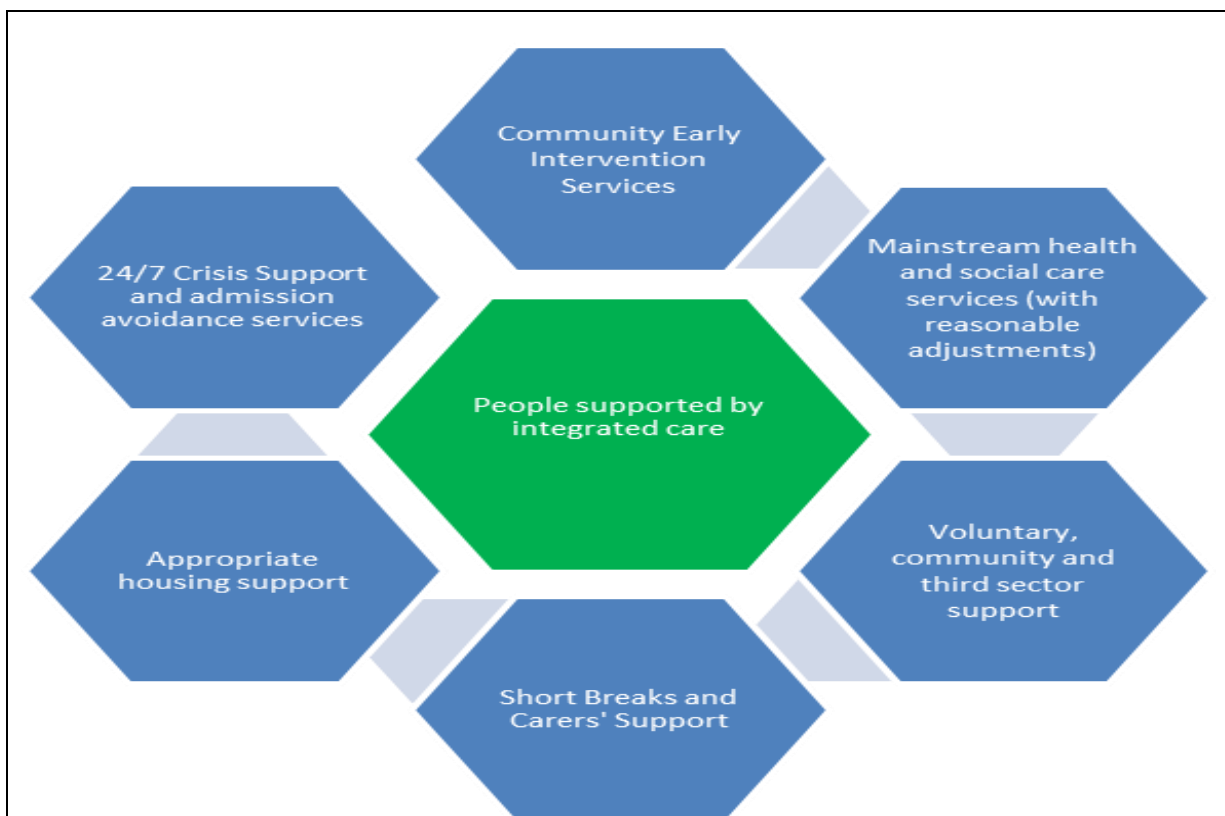 Community Early
Intervention
Services
Mainstream health
and social care
services (with
reasonable
adjustments)
Voluntary,
community and
third sector
support
Short Breaks and
Carers' Support
Appropriate
housing support
24/7 Crisis Support
and admission
avoidance services
People supported by
integrated care